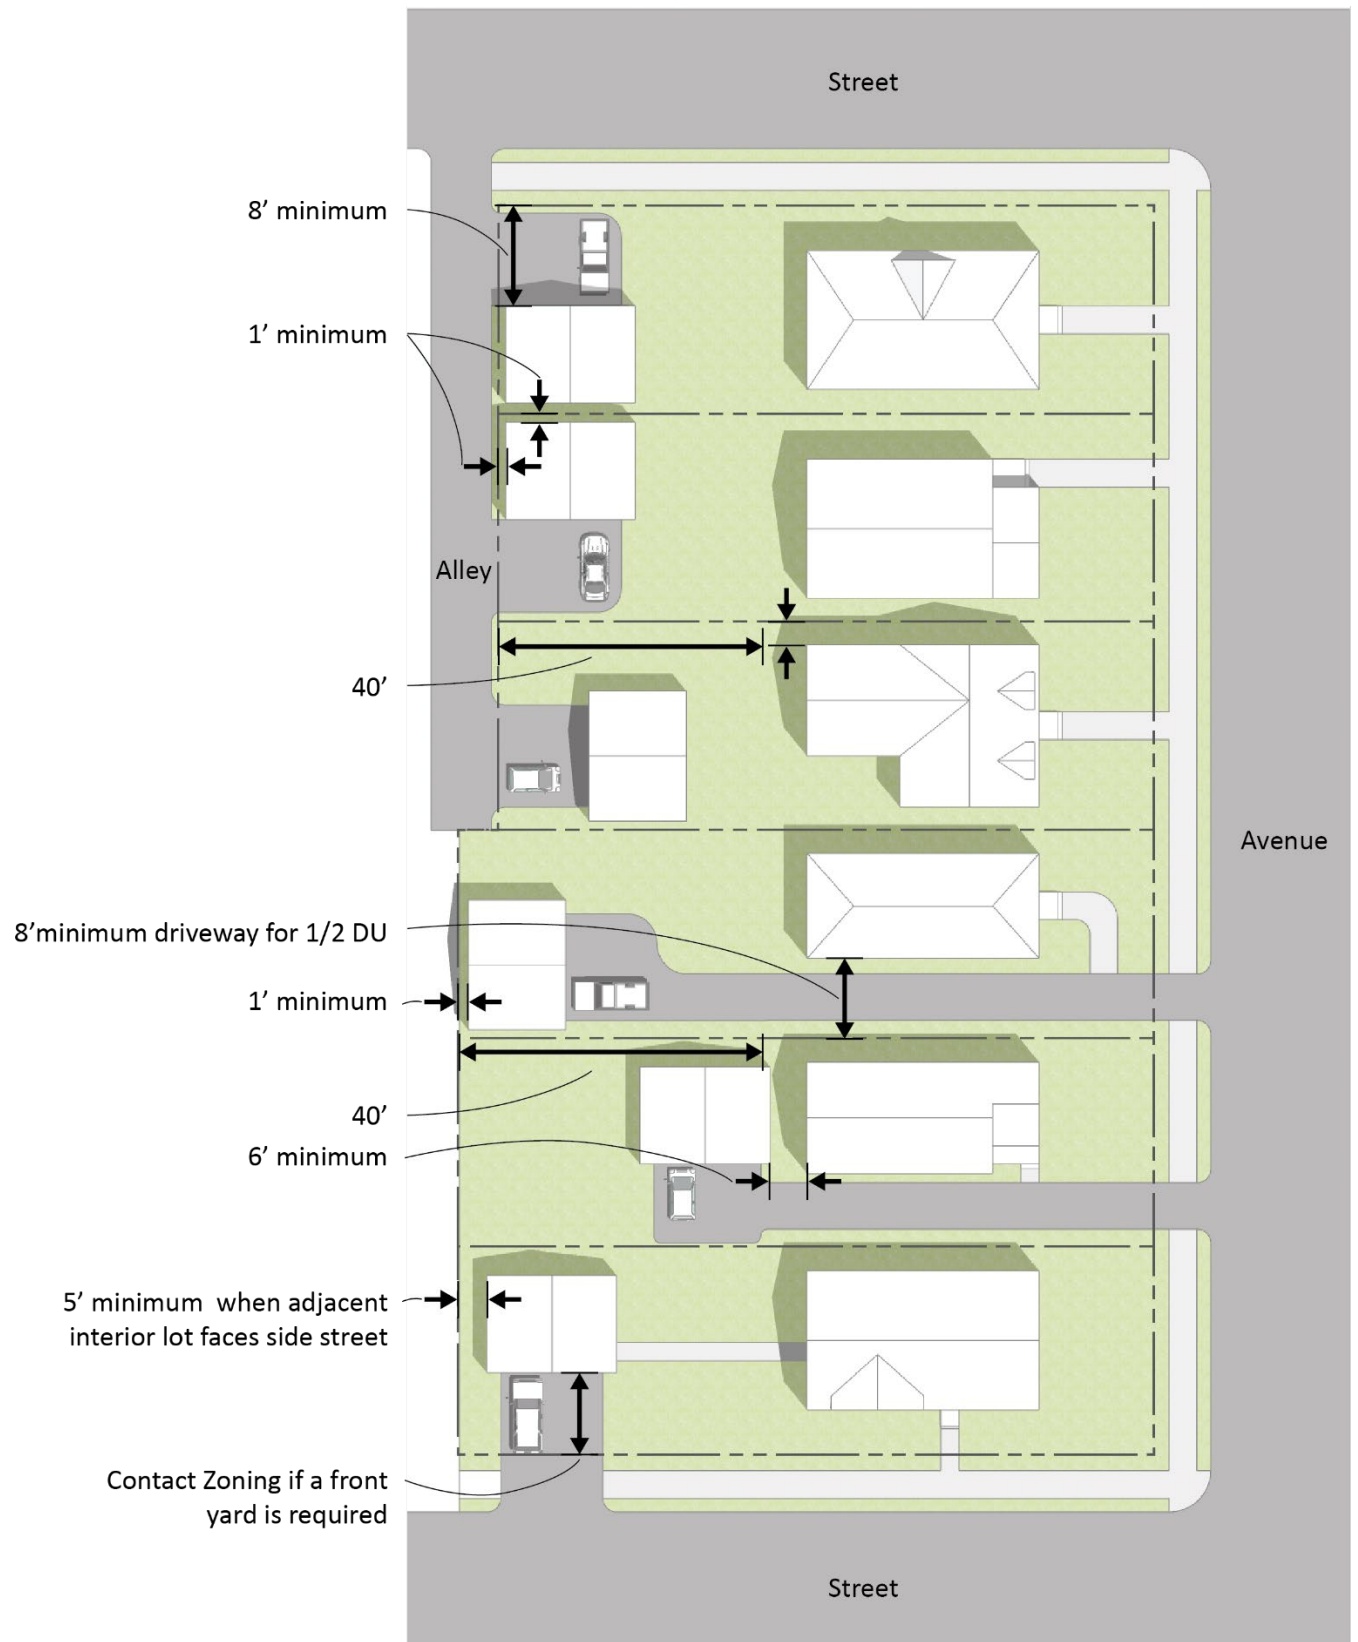 Street
8’ minimum
1’ minimum
Alley
40’
Avenue
8’minimum driveway for 1/2 DU
1’ minimum
40’
6’ minimum
5’ minimum  when adjacent
interior lot faces side street
Contact Zoning if a front
yard is required
Street